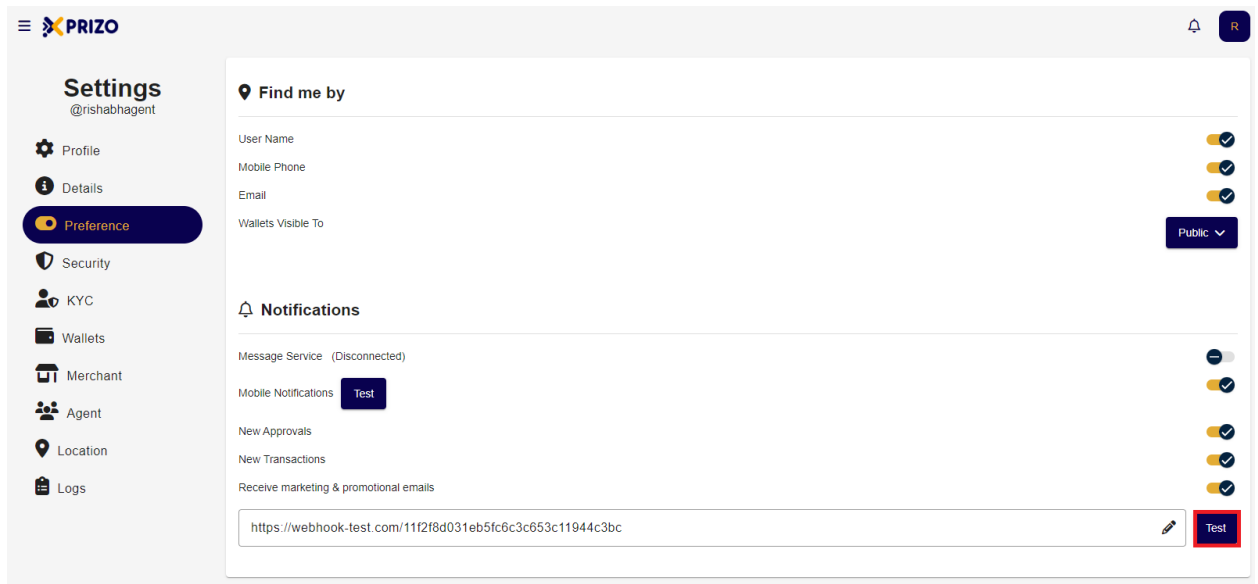 XPRIZO
R
Settings
@rishabhagent
Profile
Details
Preference
Security
KYC
Wallets
Merchant
Agent
Location
Logs
Find me by
User Name
Mobile Phone
Email
Wallets Visible To
Public
Notifications
Message Service (Disconnected)
Mobile Notifications Test
New Approvals
New Transactions
Receive marketing & promotional emails
https://webhook-test.com/11f2f8d031eb5fc6c3c653c11944c3bc Test